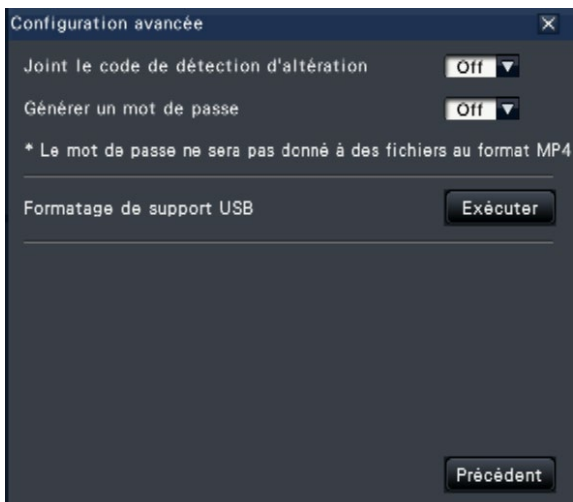 Configuration avancée
Joint le code de détection d'altération Off
Générer un mot de passe Off
* Le mot de passe ne sera pas donné à des fichiers au format MP4
Formatage de support USB Exécuter
Précédent